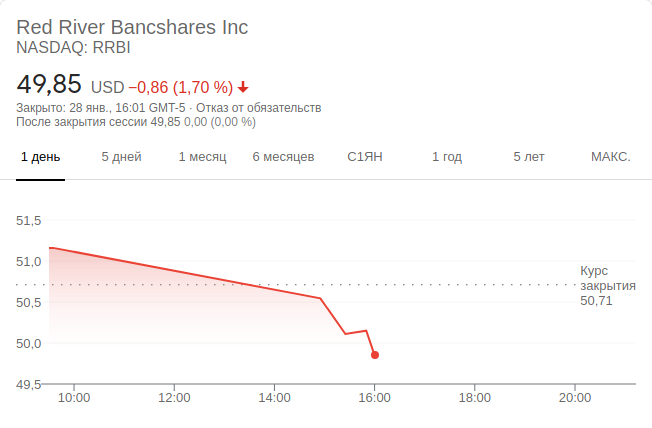 Red River Bancshares Inc
NASDAQ: RRBI
49,85 USD −0,86 (1,70 %)
Закрыто: 28 янв., 16:01 GMT-5 · Отказ от обязательств
После закрытия сессии 49,85 0,00 (0,00 %)
1 день 5 дней 1 месяц 6 месяцев С1ЯН 1 год 5 лет МАКС.
51,5
51,0
50,5
50,0
49,5
Курс
закрытия
50,71
10:00 12:00 14:00 16:00 18:00 20:00